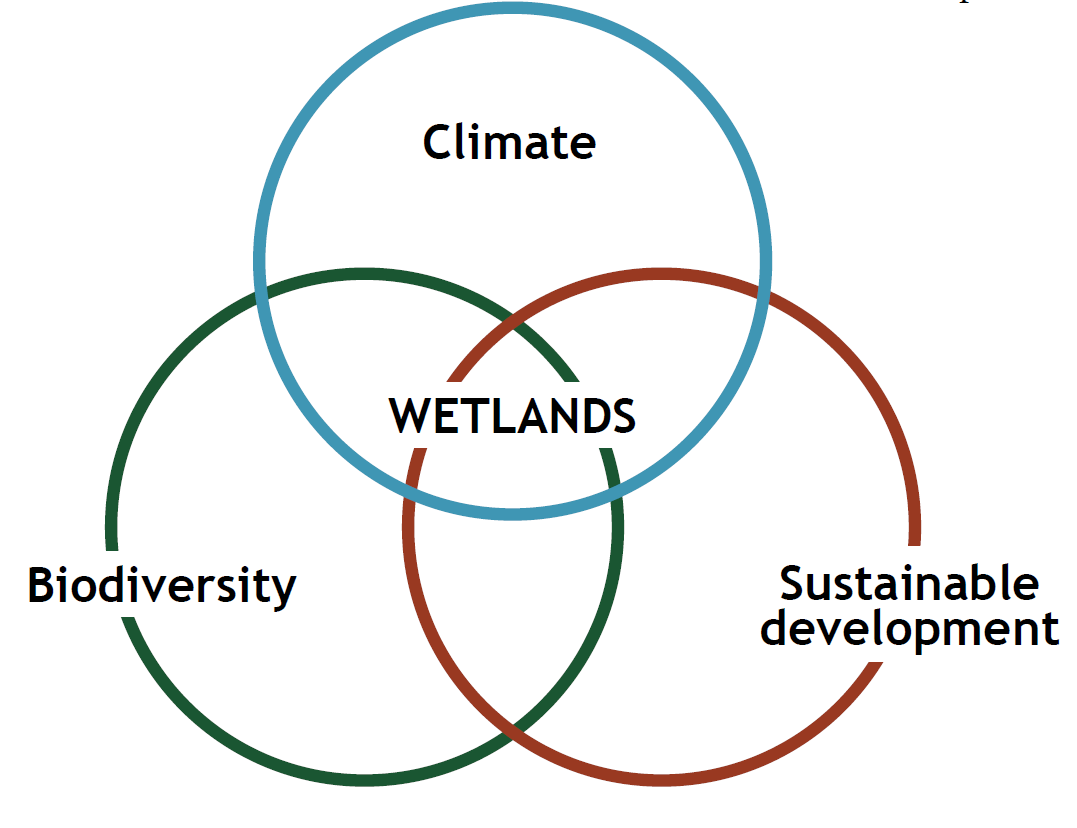 Climate
WETLANDS
Biodiversity
Sustainable
development